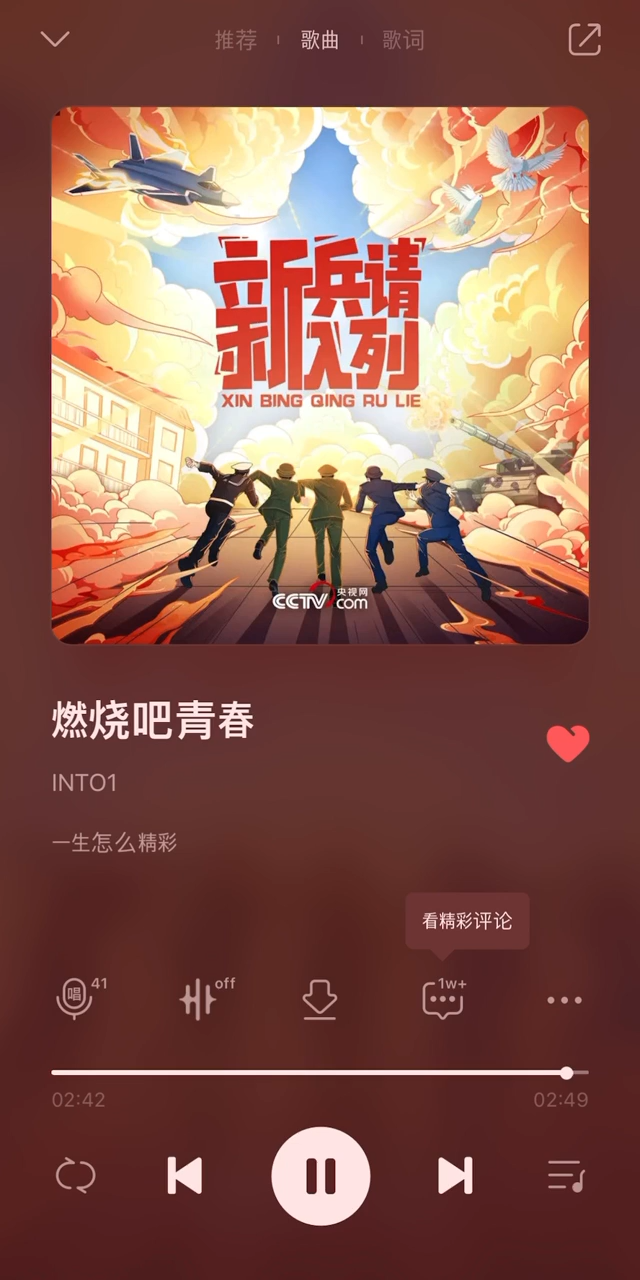 推荐 歌曲 歌词
新兵请入列
XIN BING QING RU LIE
CCTV.com 央视网
燃烧吧青春
INTO1
一生怎么精彩
看精彩评论
唱 41 off 1w+
02:42 02:49